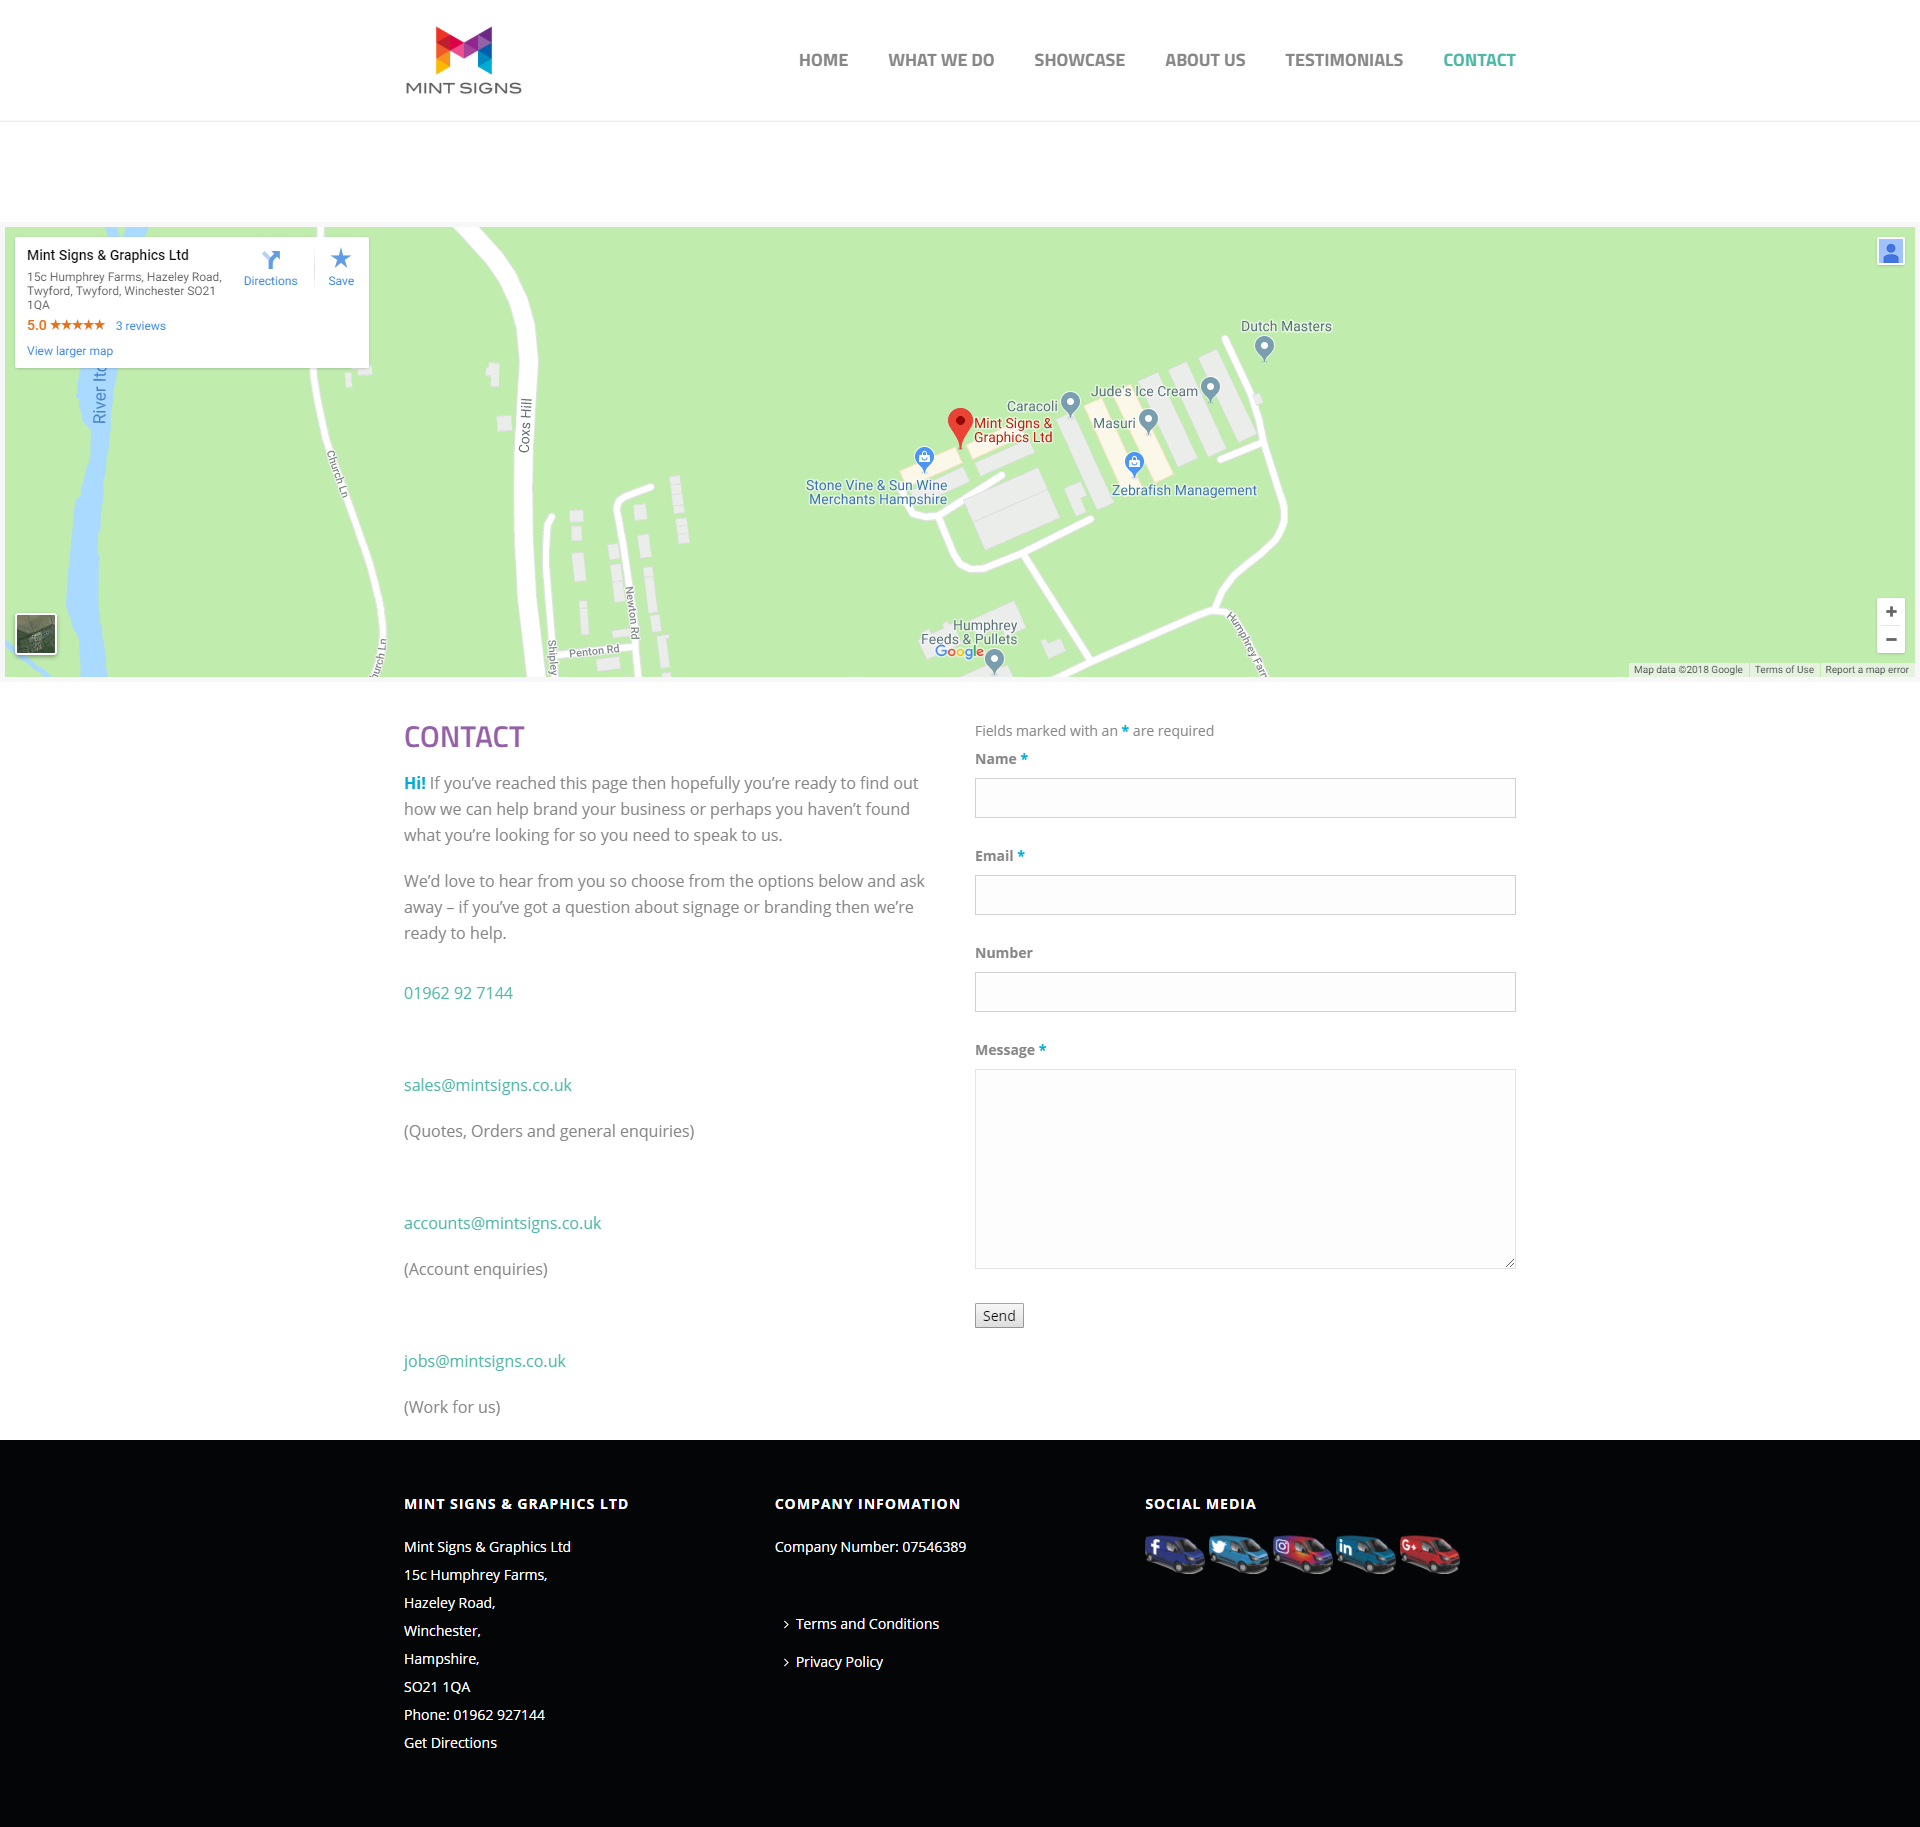 MINT SIGNS
HOME
WHAT WE DO
SHOWCASE
ABOUT US
TESTIMONIALS
CONTACT
Mint Signs & Graphics Ltd
15c Humphrey Farms, Hazeley Road,
Twyford, Twyford, Winchester SO21
1QA
5.0
3 reviews
View larger map
Directions
Save
Dutch Masters
Jude's Ice Cream
Caracoli
Masuri
Mint Signs &
Graphics Ltd
Stone Vine & Sun Wine
Merchants Hampshire
Zebrafish Management
Coxs Hill
Church Ln
Newton Rd
Penton Rd
Shipley
Humphrey
Feeds & Pullets
Google
Map data ©2018 Google
Terms of Use
Report a map error
CONTACT
Hi! If you’ve reached this page then hopefully you’re ready to find out
how we can help brand your business or perhaps you haven’t found
what you’re looking for so you need to speak to us.
We’d love to hear from you so choose from the options below and ask
away – if you’ve got a question about signage or branding then we’re
ready to help.
01962 92 7144
sales@mintsigns.co.uk
(Quotes, Orders and general enquiries)
accounts@mintsigns.co.uk
(Account enquiries)
jobs@mintsigns.co.uk
(Work for us)
Fields marked with an * are required
Name *
Email *
Number
Message *
Send
MINT SIGNS & GRAPHICS LTD
Mint Signs & Graphics Ltd
15c Humphrey Farms,
Hazeley Road,
Winchester,
Hampshire,
SO21 1QA
Phone: 01962 927144
Get Directions
COMPANY INFOMATION
Company Number: 07546389
Terms and Conditions
Privacy Policy
SOCIAL MEDIA